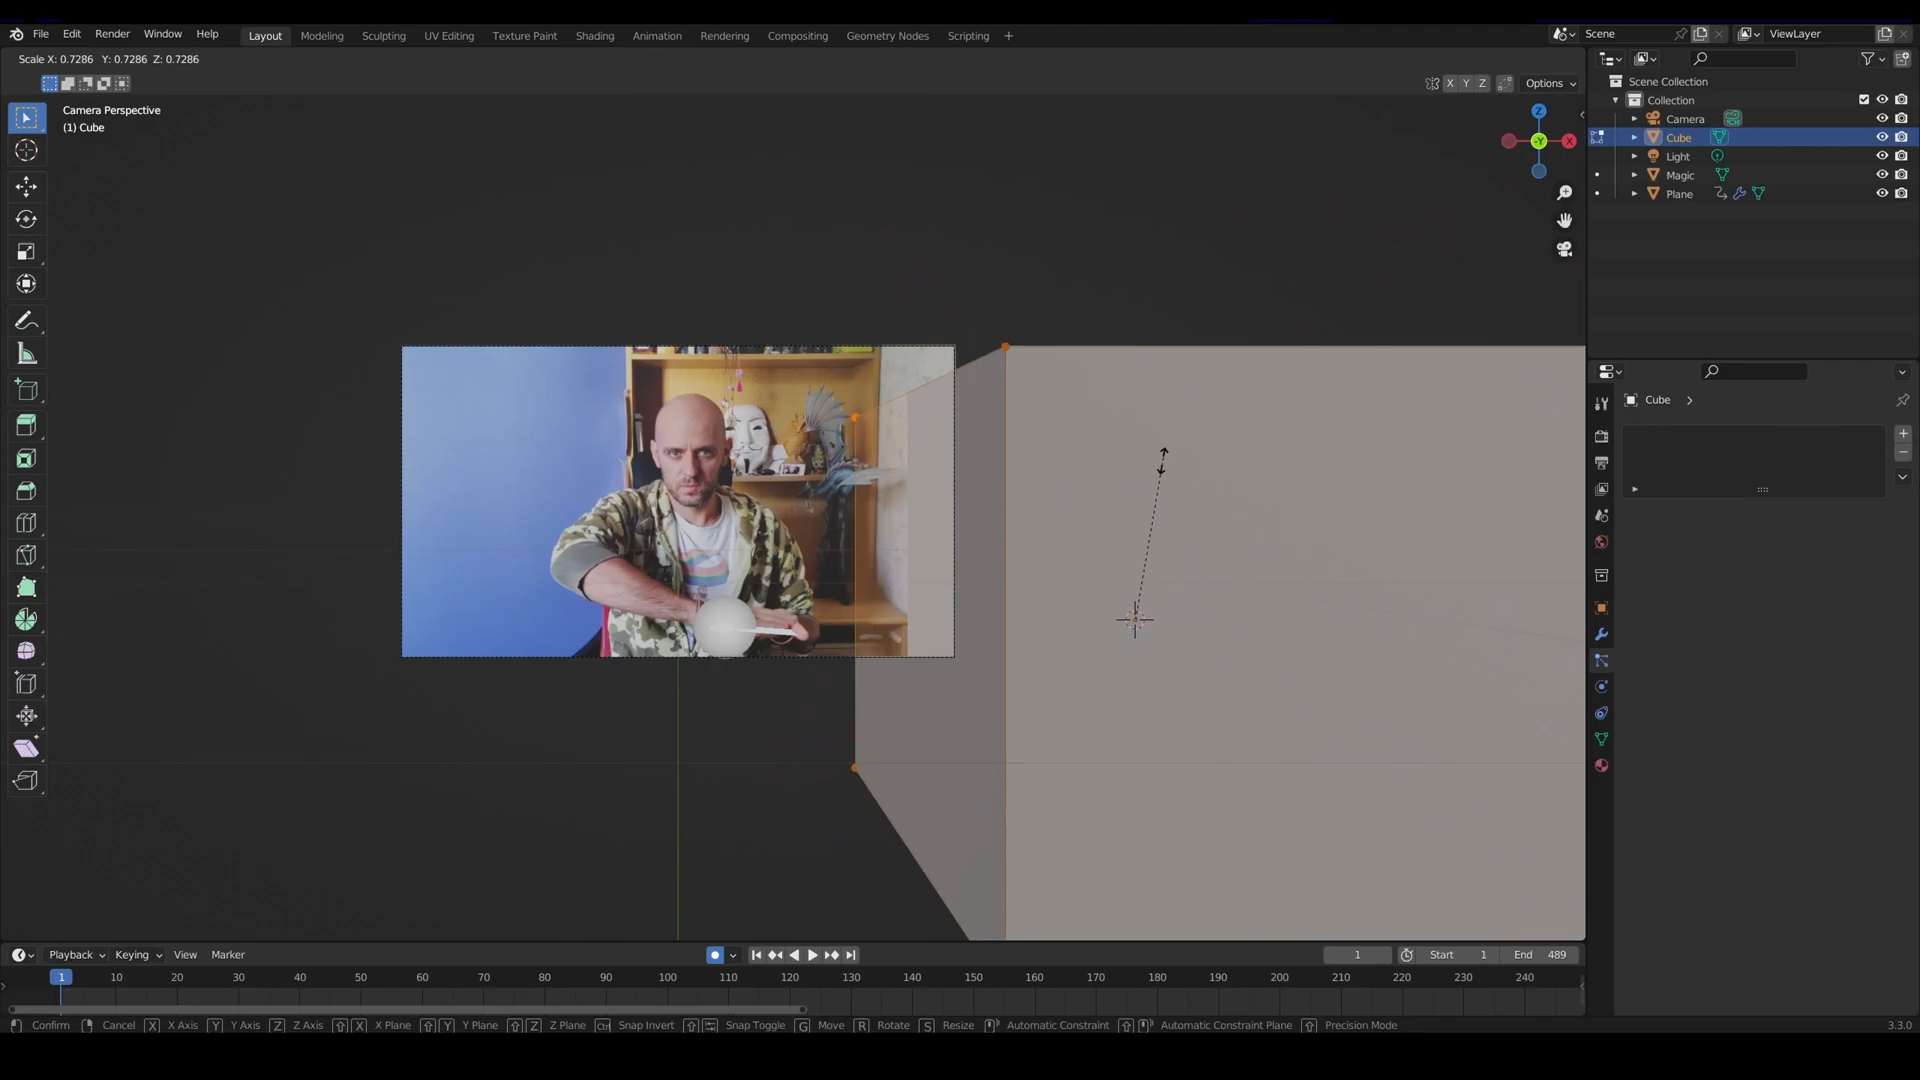 File Edit Render Window Help Layout Modeling Sculpting UV Editing Texture Paint Shading Animation Rendering Compositing Geometry Nodes Scripting + Scene ViewLayer
Scale X: 0.7286 Y: 0.7286 Z: 0.7286
X Y Z Options
Camera Perspective
(1) Cube
Z
-Y X
Scene Collection
Collection
Camera
Cube
Light
Magic
Plane
Cube
Playback Keying View Marker 1 Start 1 End 489
1 10 20 30 40 50 60 70 80 90 100 110 120 130 140 150 160 170 180 190 200 210 220 230 240
Confirm Cancel X X Axis Y Y Axis Z Z Axis X X Plane Y Y Plane Z Z Plane Ctrl Snap Invert Snap Toggle G Move R Rotate S Resize Automatic Constraint Automatic Constraint Plane Precision Mode 3.3.0